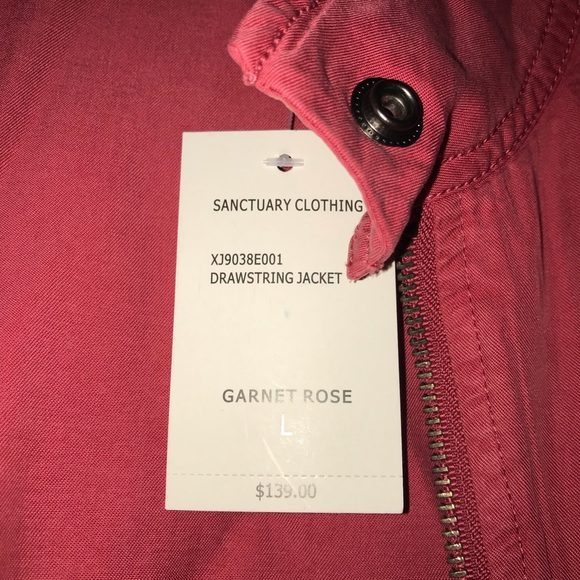 SANCTUARY CLOTHING
XJ9038E001
DRAWSTRING JACKET
GARNET ROSE
L
$139.00